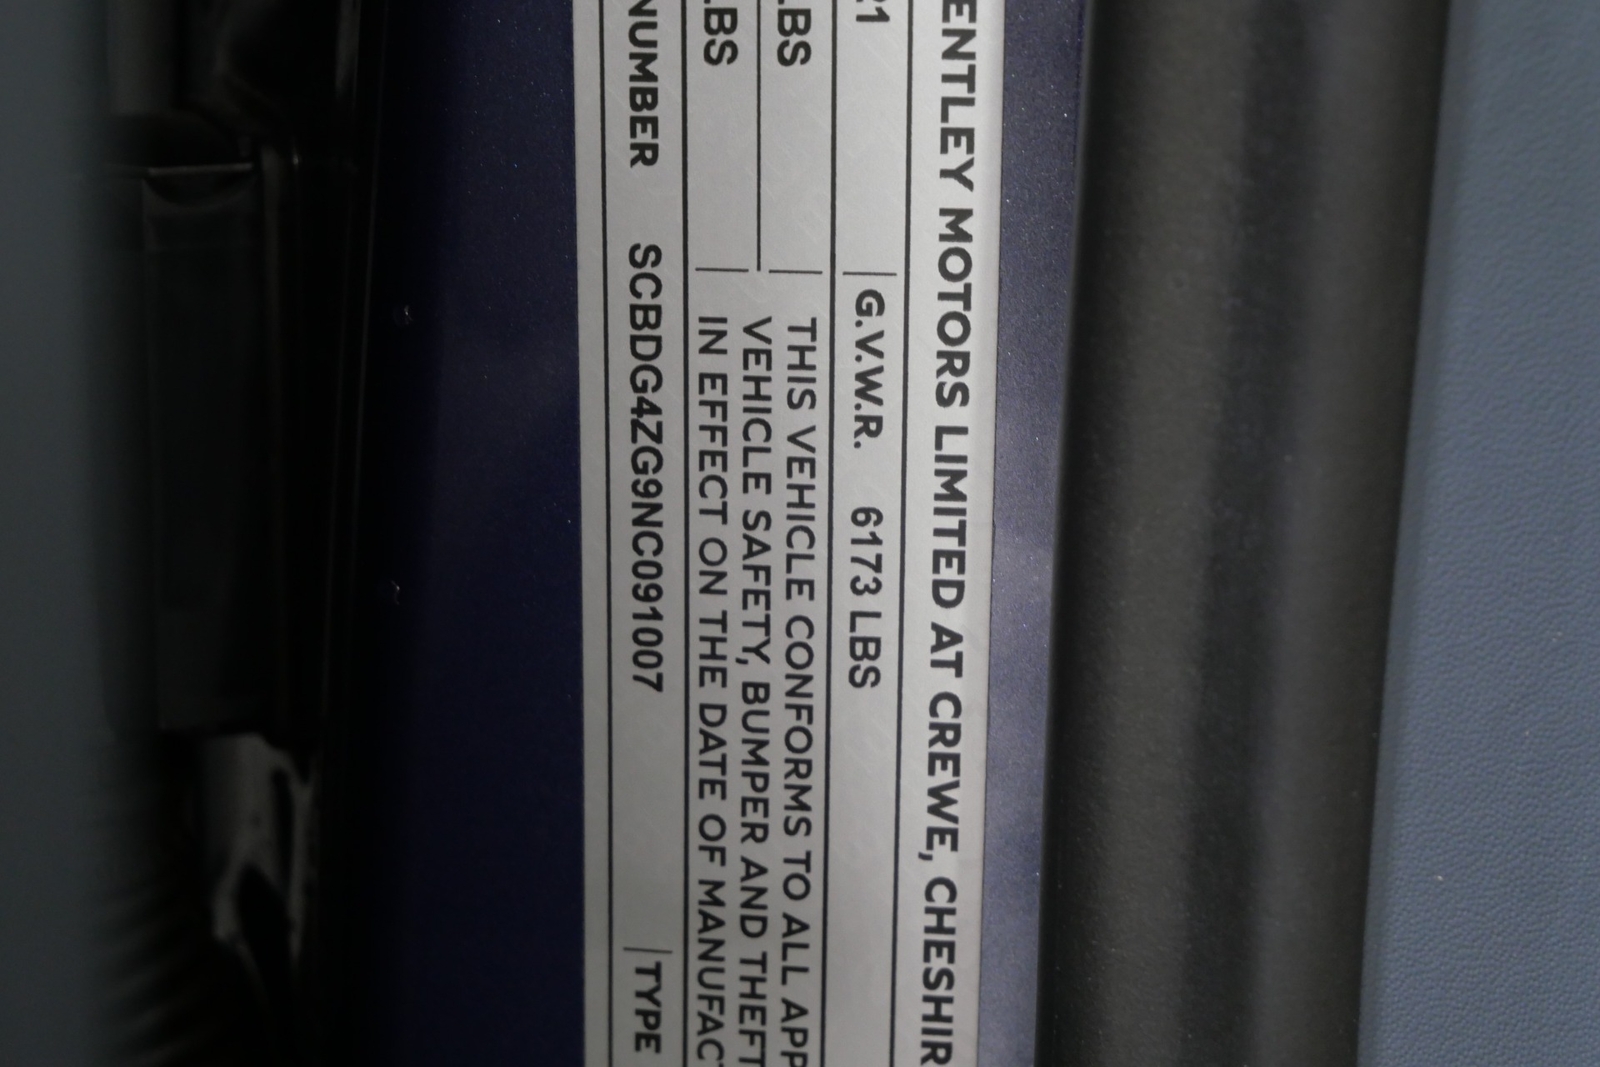 ENTLEY MOTORS LIMITED AT CREWE, CHESHIR
21 G.V.W.R. 6173 LBS
LBS THIS VEHICLE CONFORMS TO ALL APP
VEHICLE SAFETY, BUMPER AND THEFT
LBS IN EFFECT ON THE DATE OF MANUFAC
NUMBER SCBDG4ZG9NC091007 TYPE